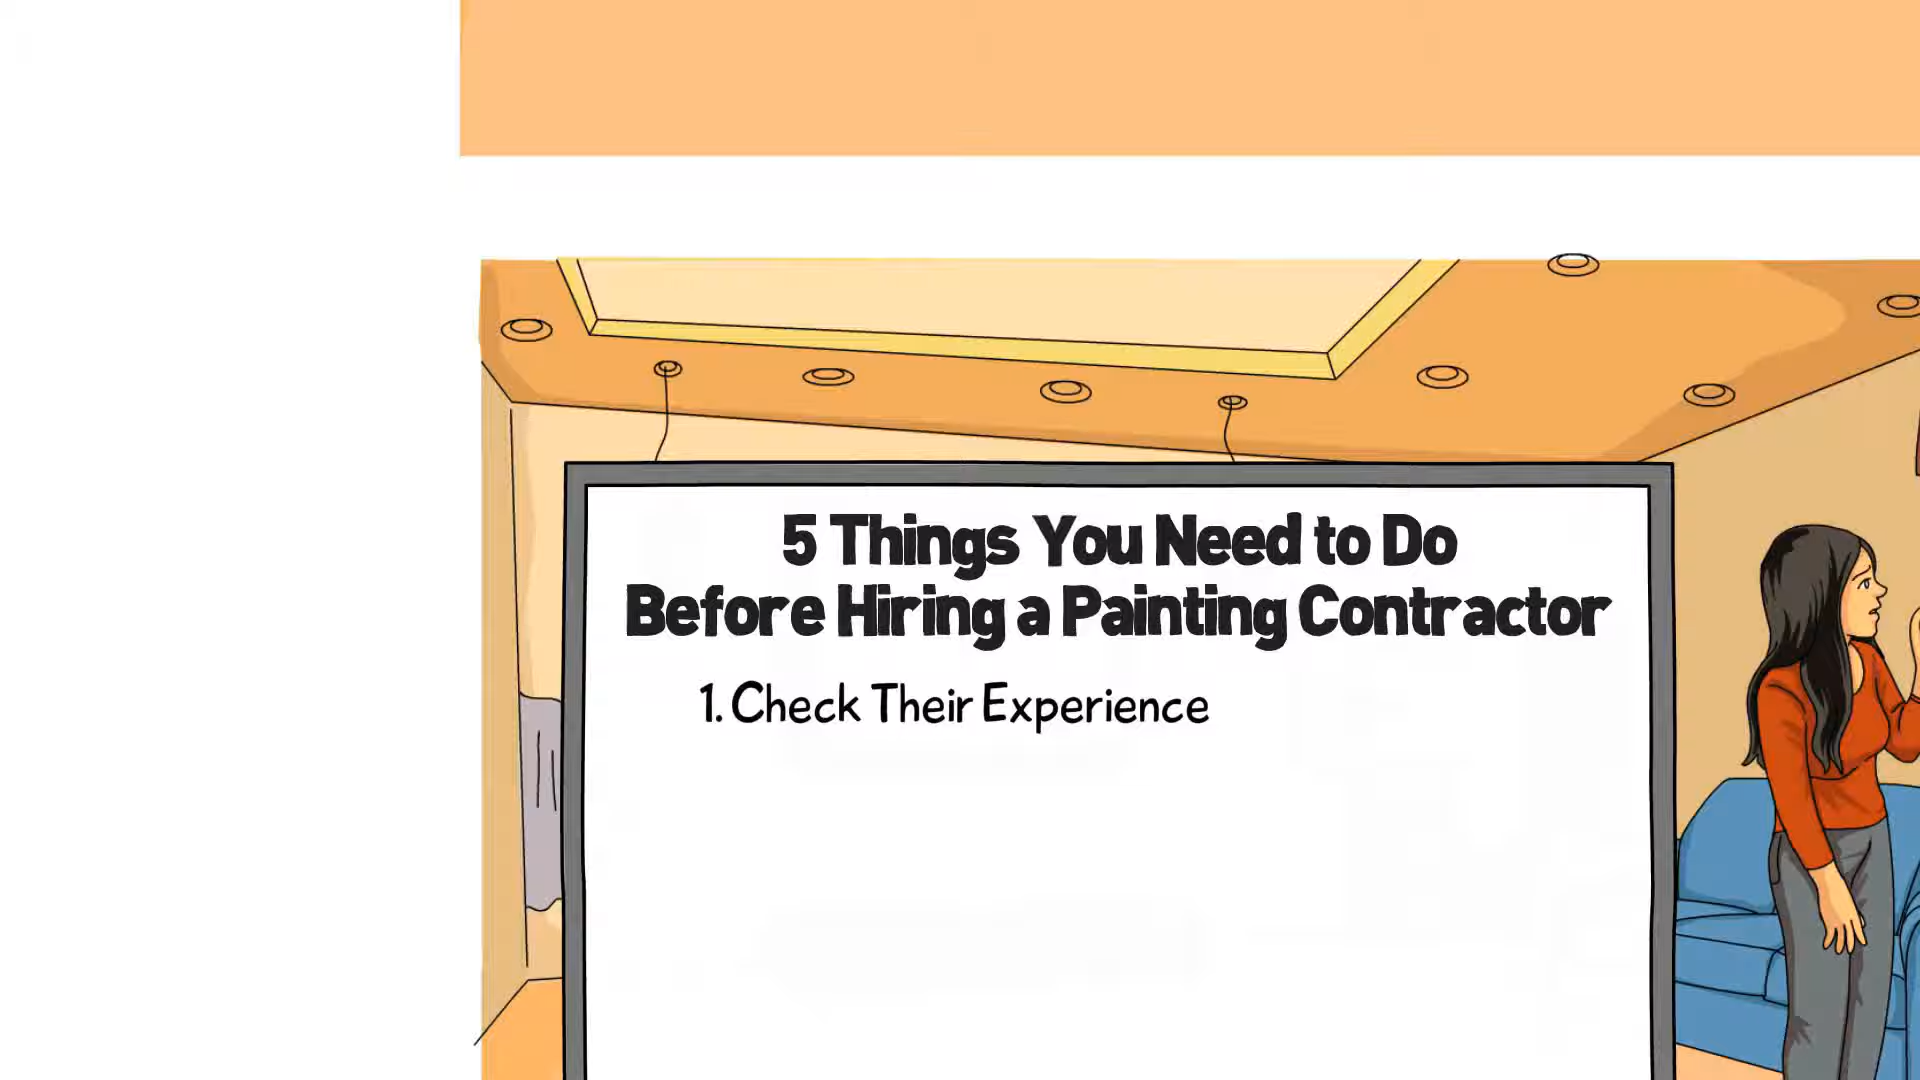 5 Things You Need to Do
Before Hiring a Painting Contractor
1. Check Their Experience